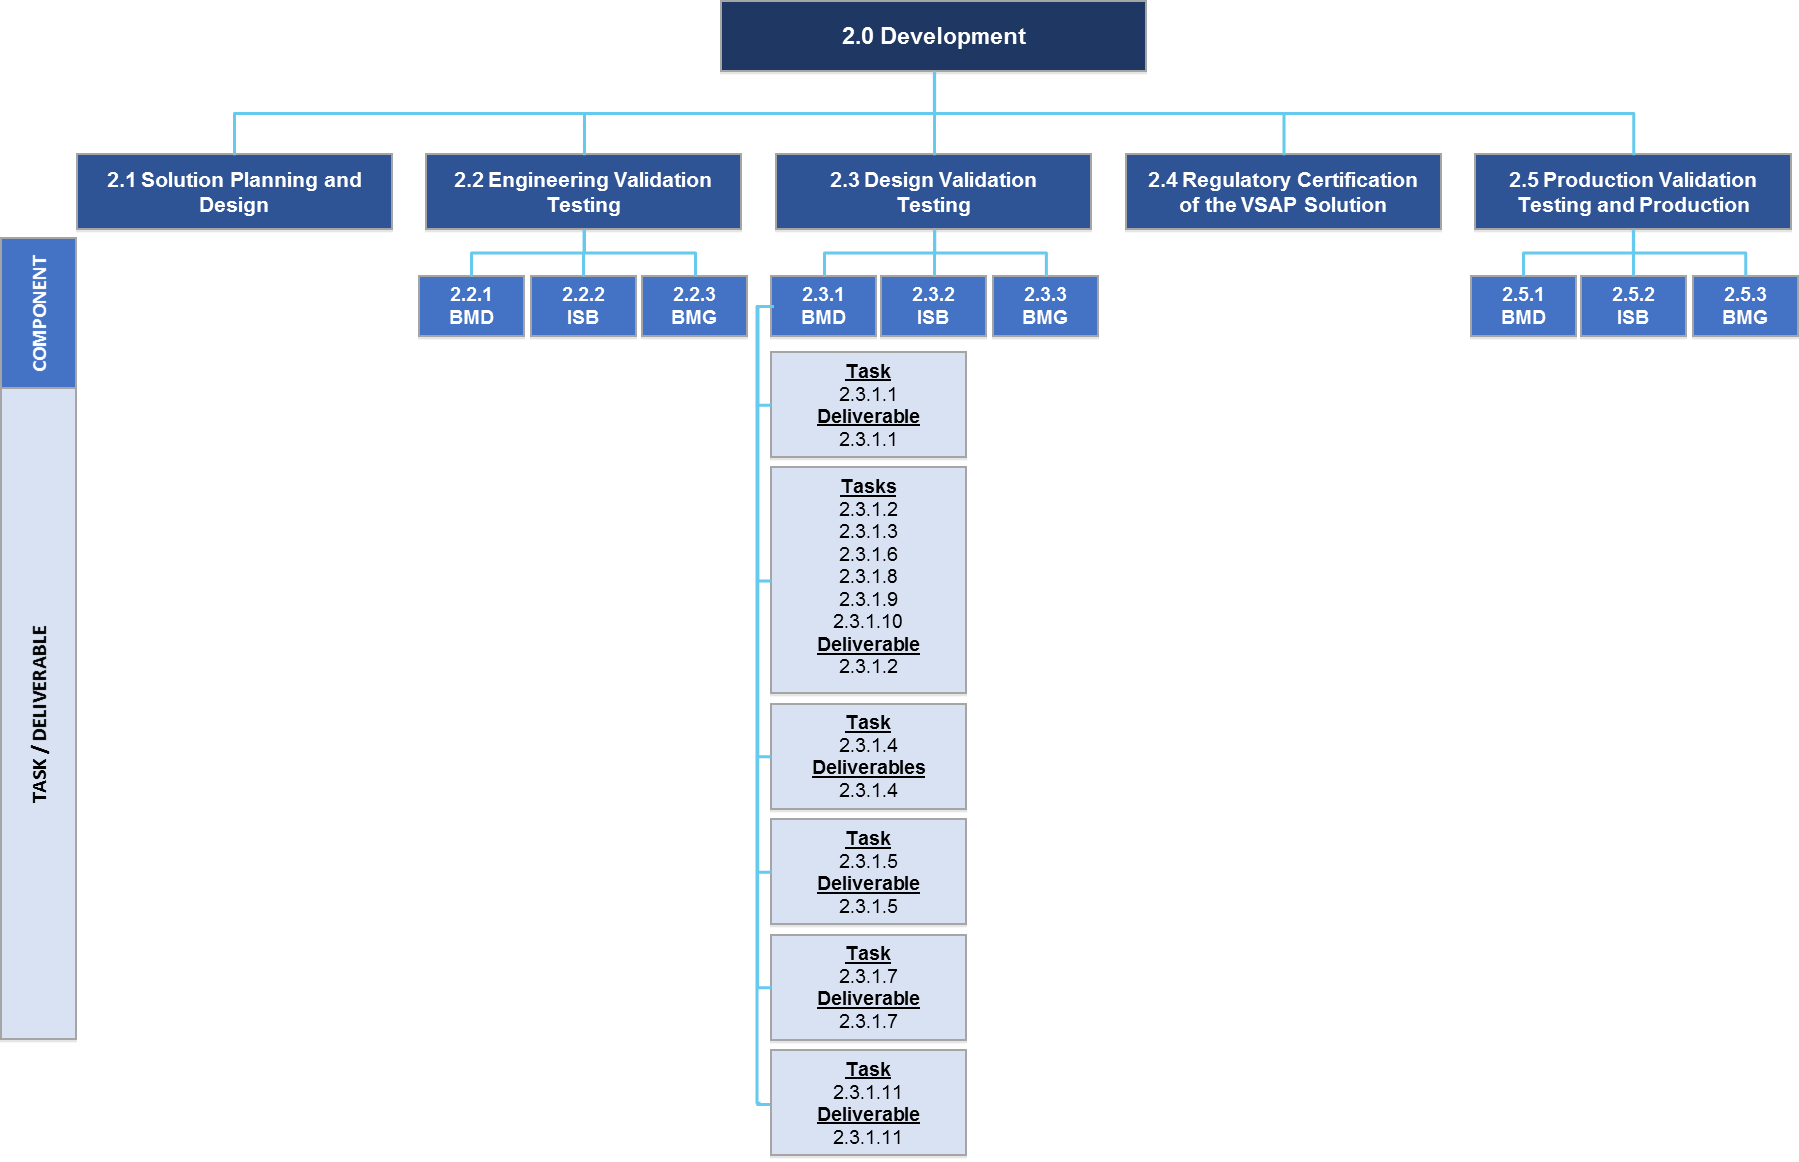 2.0 Development
2.1 Solution Planning and
Design
2.2 Engineering Validation
Testing
2.3 Design Validation
Testing
2.4 Regulatory Certification
of the VSAP Solution
2.5 Production Validation
Testing and Production
COMPONENT
2.2.1
BMD
2.2.2
ISB
2.2.3
BMG
2.3.1
BMD
2.3.2
ISB
2.3.3
BMG
2.5.1
BMD
2.5.2
ISB
2.5.3
BMG
TASK / DELIVERABLE
Task
2.3.1.1
Deliverable
2.3.1.1
Tasks
2.3.1.2
2.3.1.3
2.3.1.6
2.3.1.8
2.3.1.9
2.3.1.10
Deliverable
2.3.1.2
Task
2.3.1.4
Deliverables
2.3.1.4
Task
2.3.1.5
Deliverable
2.3.1.5
Task
2.3.1.7
Deliverable
2.3.1.7
Task
2.3.1.11
Deliverable
2.3.1.11